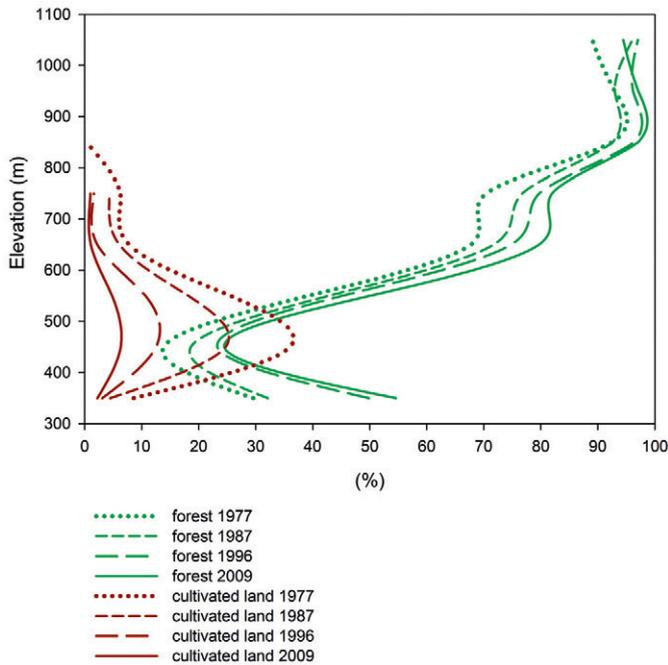 1100
1000
900
800
700
600
500
400
300
Elevation (m)
0 10 20 30 40 50 60 70 80 90 100
(%)
forest 1977
forest 1987
forest 1996
forest 2009
cultivated land 1977
cultivated land 1987
cultivated land 1996
cultivated land 2009